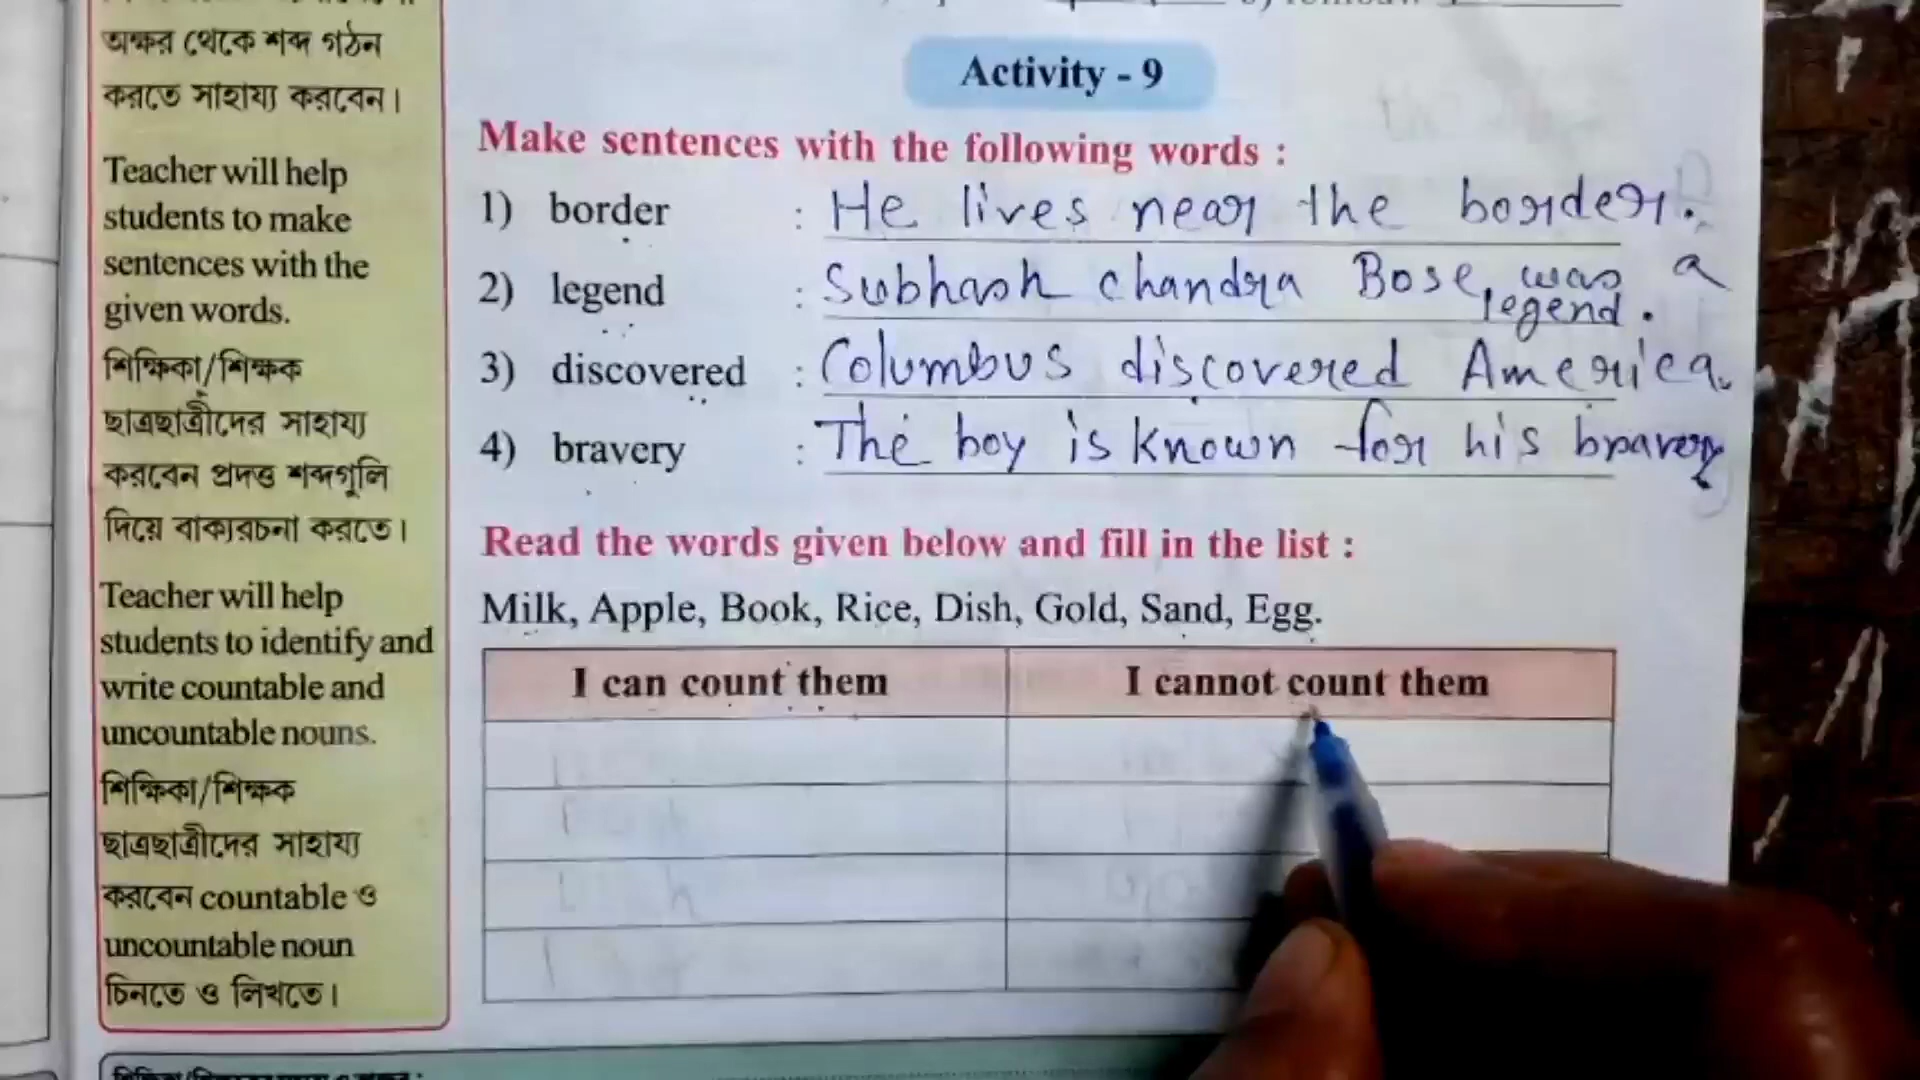 অক্ষর থেকে শব্দ গঠন
করতে সাহায্য করবেন।
Teacher will help
students to make
sentences with the
given words.
শিক্ষিকা/শিক্ষক
ছাত্রছাত্রীদের সাহায্য
করবেন প্রদত্ত শব্দগুলি
দিয়ে বাক্যরচনা করতে।
Teacher will help
students to identify and
write countable and
uncountable nouns.
শিক্ষিকা/শিক্ষক
ছাত্রছাত্রীদের সাহায্য
করবেন countable ও
uncountable noun
চিনতে ও লিখতে।
Activity - 9
Make sentences with the following words :
1) border : He lives near the border.
2) legend : Subhash chandra Bose was a
legend.
3) discovered : Columbus discovered America.
4) bravery : The boy is known for his bravery
Read the words given below and fill in the list :
Milk, Apple, Book, Rice, Dish, Gold, Sand, Egg.
I can count them I cannot count them